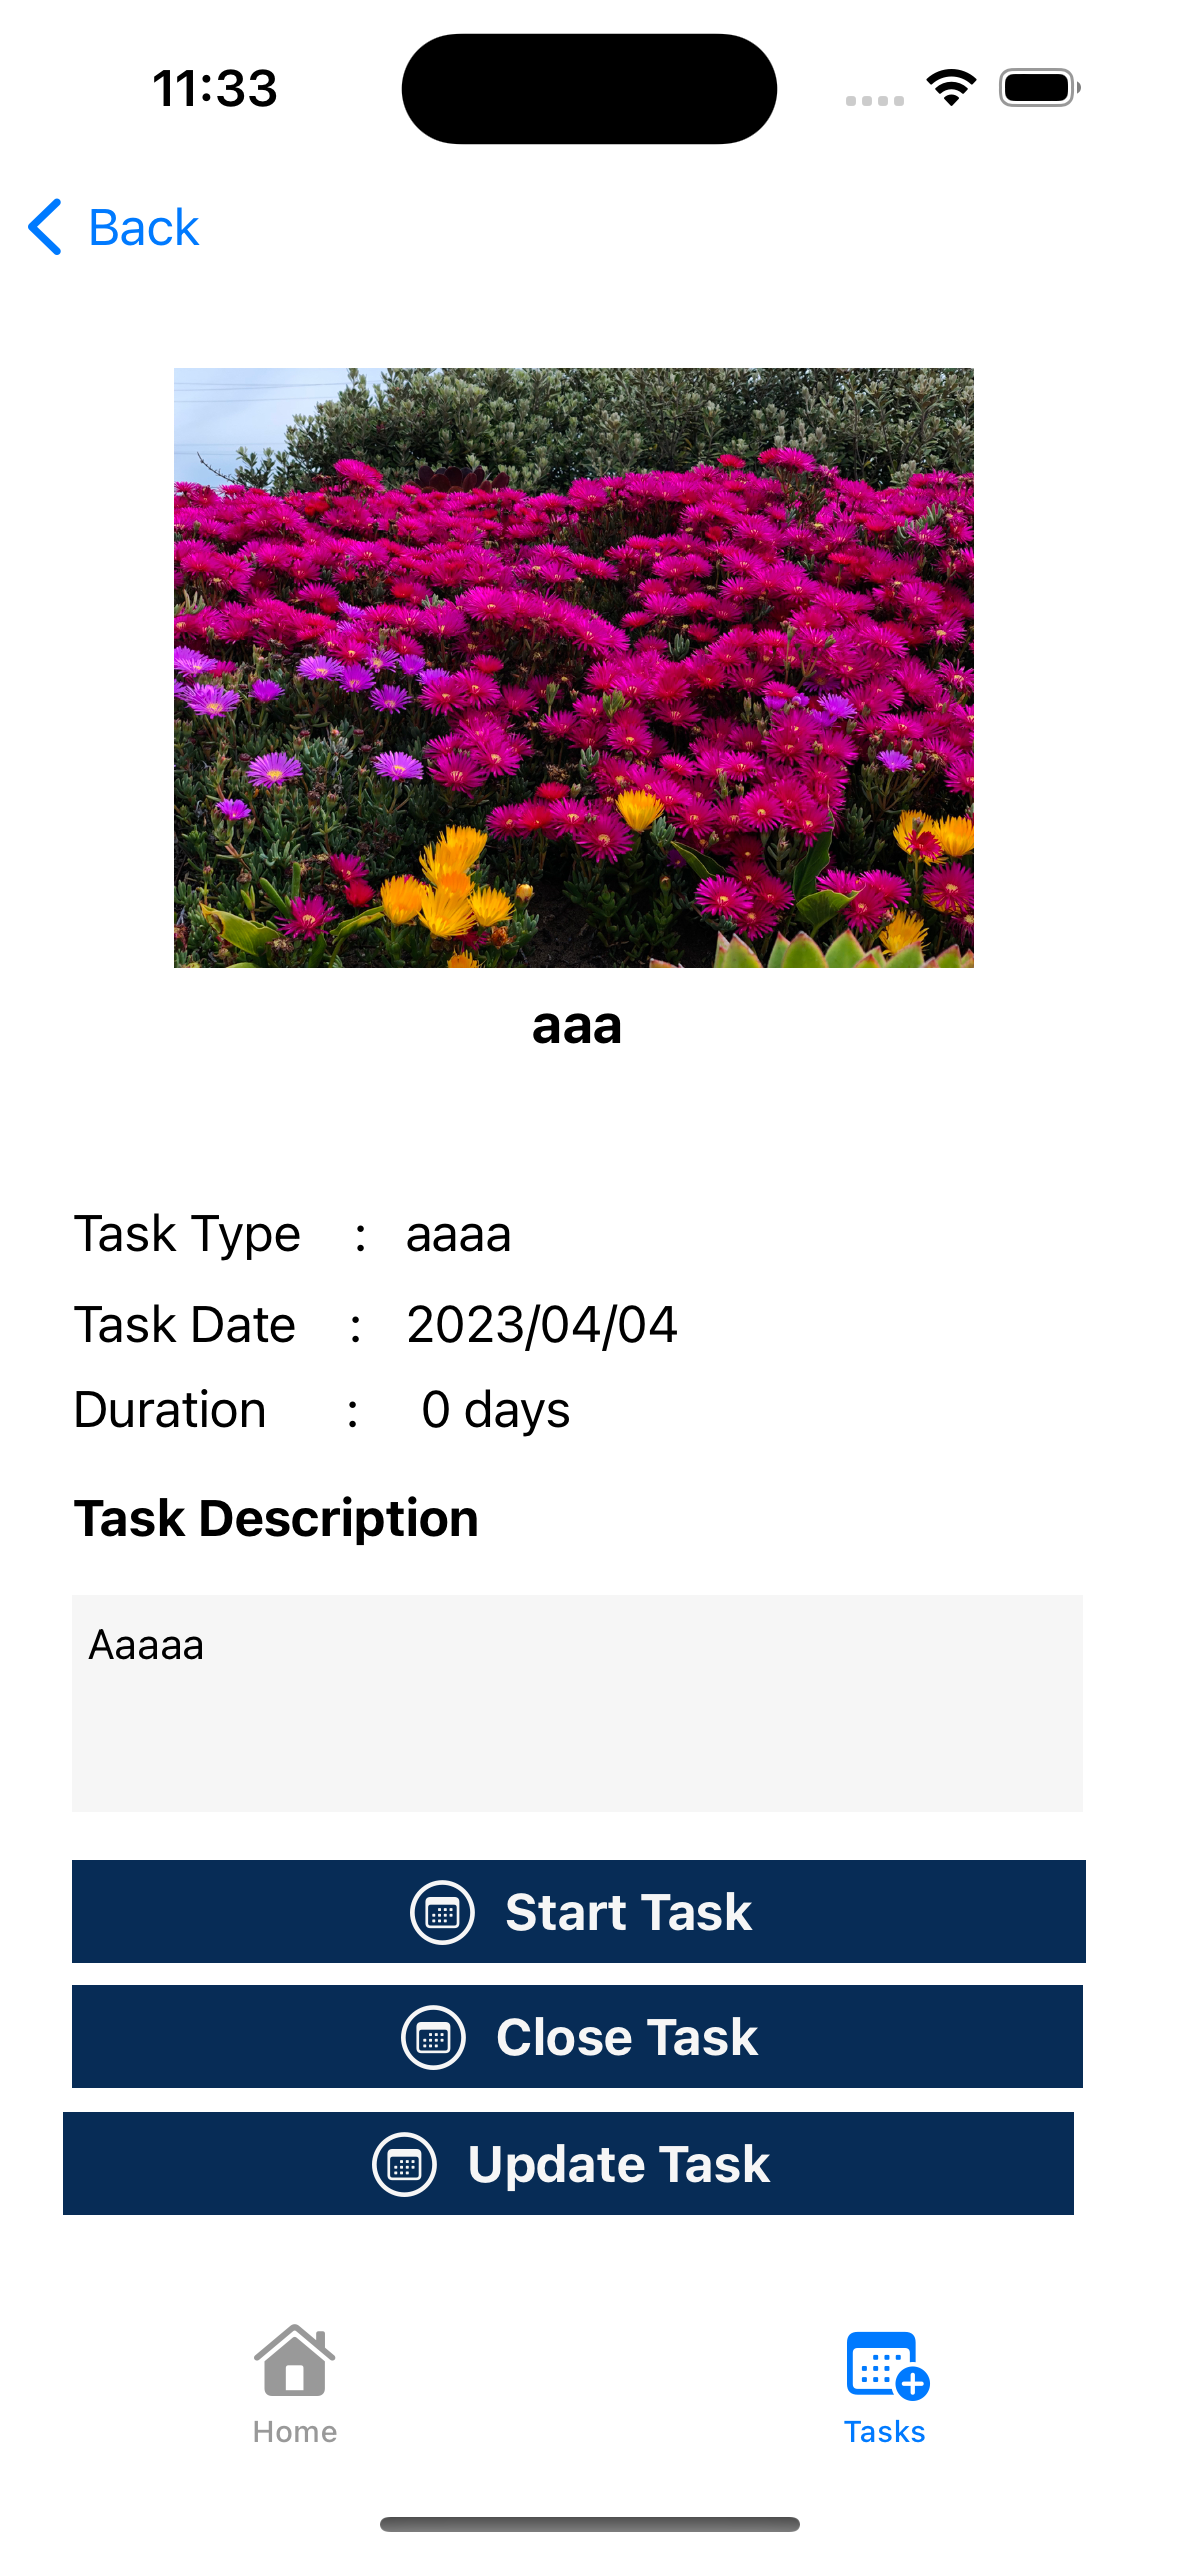 11:33
Back
aaa
Task Type : aaaa
Task Date : 2023/04/04
Duration : 0 days
Task Description
Aaaaa
Start Task
Close Task
Update Task
Home Tasks